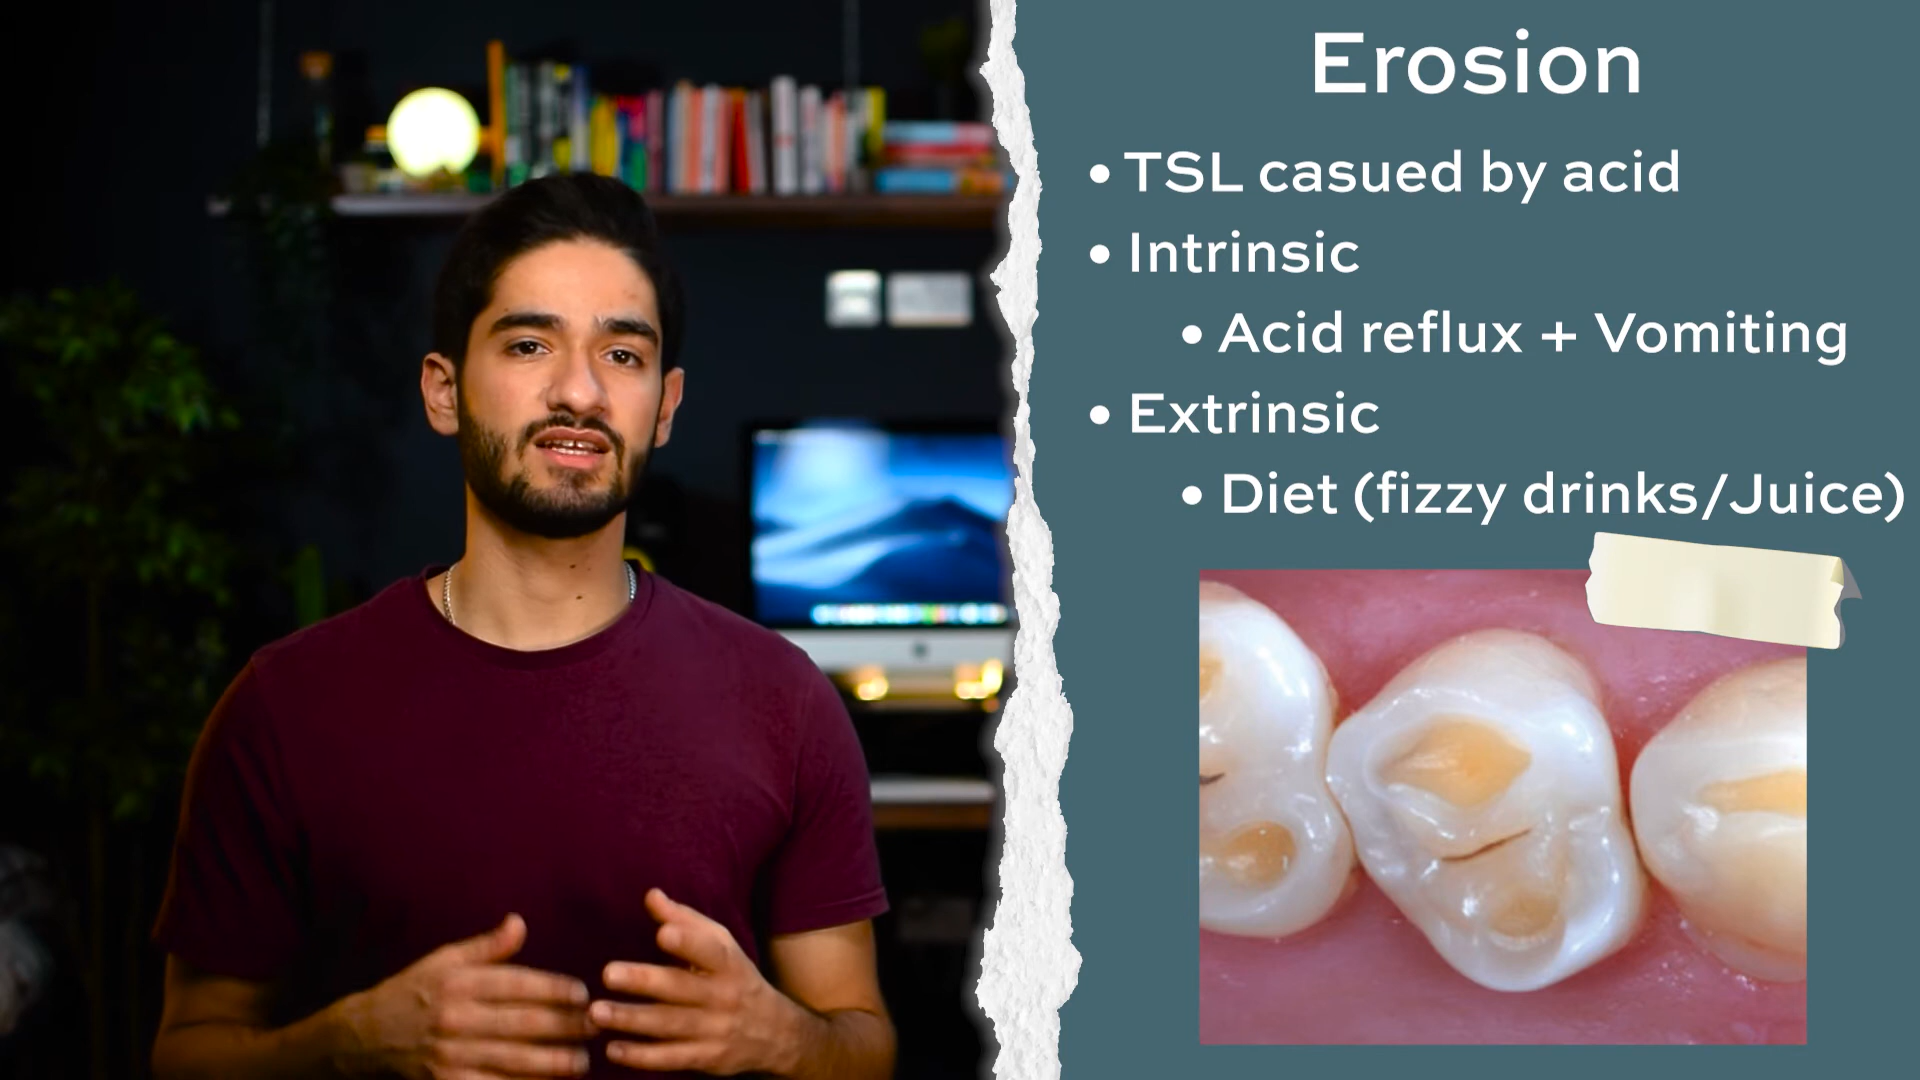 Erosion
• TSL casued by acid
• Intrinsic
• Acid reflux + Vomiting
• Extrinsic
• Diet (fizzy drinks/Juice)